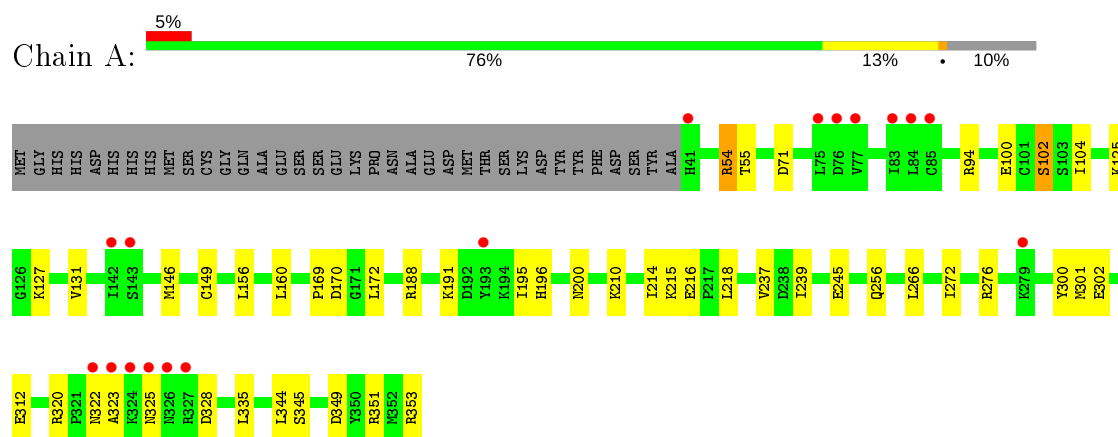 5%
Chain A:
76% 13% • 10%
MET GLY HIS HIS ASP HIS HIS HIS MET SER CYS GLY GLN ALA GLU SER SER GLU LYS PRO ASN ALA GLU ASP MET THR SER LYS ASP TYR TYR PHE ASP SER TYR ALA H41 R54 T55 D71 L75 D76 V77 I83 L84 C85 R94 E100 C101 S102 S103 I104 K125
G126 K127 V131 I142 S143 M146 C149 L156 L160 P169 D170 G171 L172 R188 K191 D192 Y193 K194 I195 H196 N200 K210 I214 K215 E216 P217 L218 V237 D238 I239 E245 Q256 L266 I272 R276 K279 Y300 M301 E302
E312 R320 P321 N322 A323 K324 N325 N326 R327 D328 L335 L344 S345 D349 Y350 R351 M352 R353